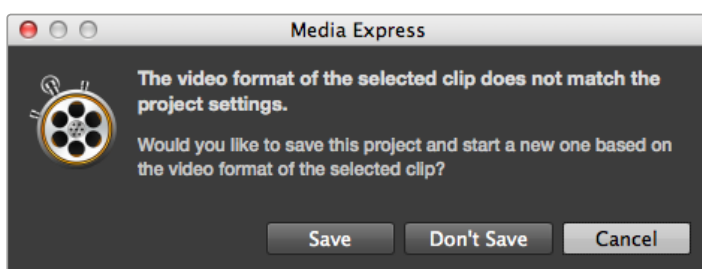 Media Express
The video format of the selected clip does not match the
project settings.
Would you like to save this project and start a new one based on
the video format of the selected clip?
Save Don't Save Cancel